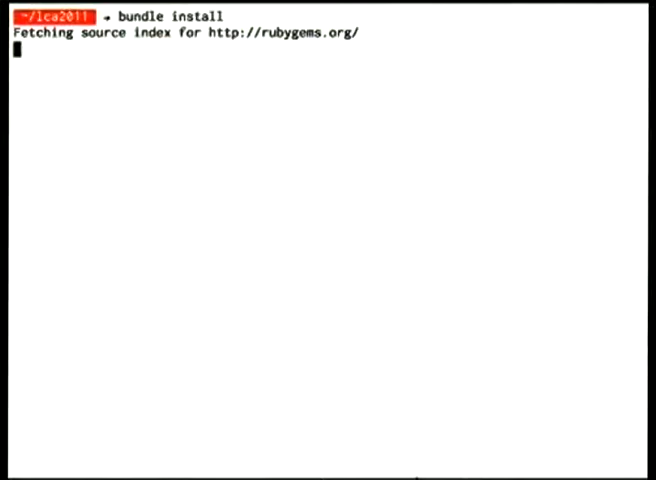 ~/lca2011 → bundle install
Fetching source index for http://rubygems.org/